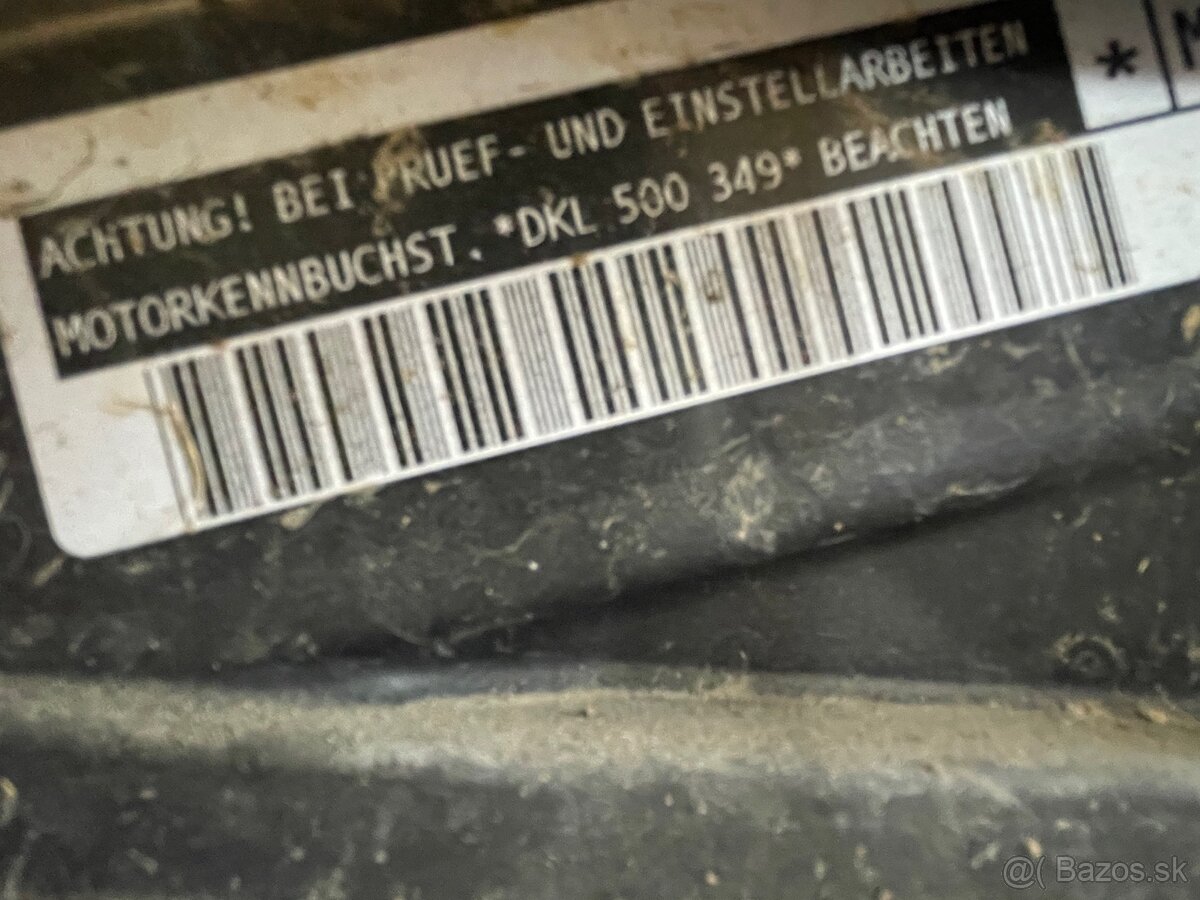 ACHTUNG! BEI PRUEF- UND EINSTELLARBEITEN
MOTORKENNBUCHST. *DKL 500 349* BEACHTEN
*
@( Bazos.sk